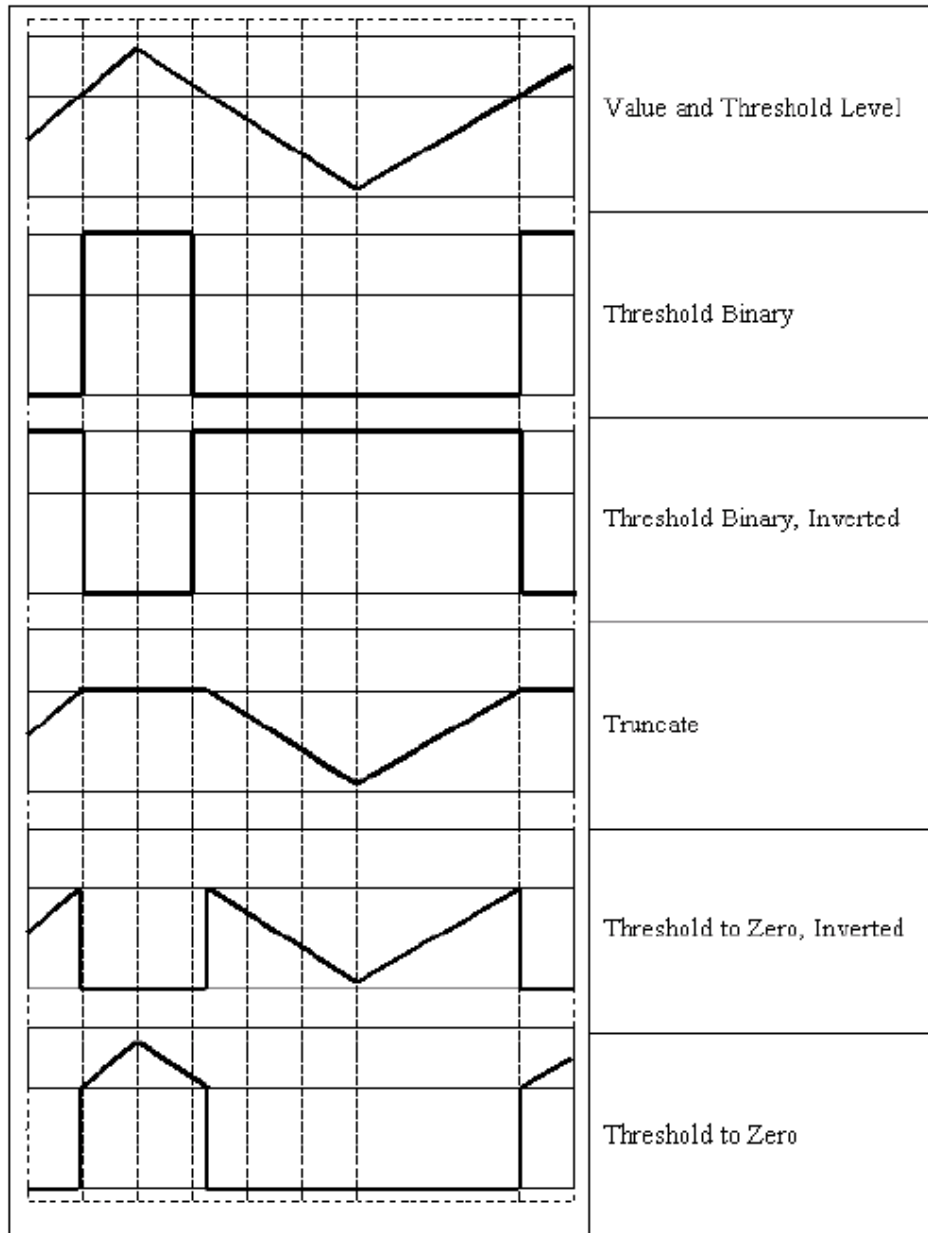 Value and Threshold Level
Threshold Binary
Threshold Binary, Inverted
Truncate
Threshold to Zero, Inverted
Threshold to Zero